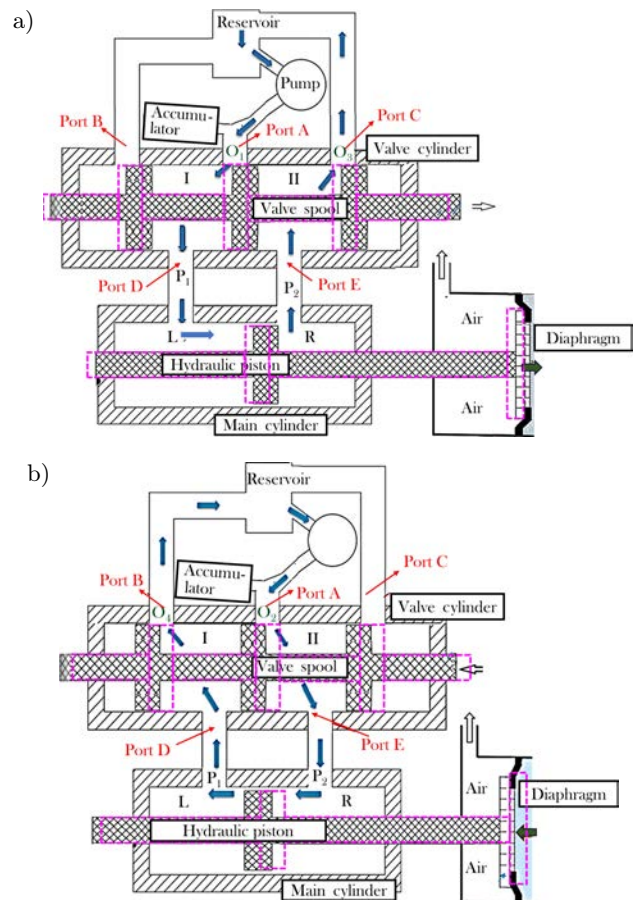 a)
Reservoir
Pump
Accumu-
lator
Port B
Port A
Port C
O1
O3
Valve cylinder
I
II
Valve spool
Port D
P1
Port E
P2
L
R
Hydraulic piston
Main cylinder
Air
Air
Diaphragm
b)
Reservoir
Port C
Accumu-
lator
Port B
Port A
O1
O2
Valve cylinder
I
II
Valve spool
Port D
Port E
P1
P2
L
R
Hydraulic piston
Main cylinder
Air
Air
Diaphragm